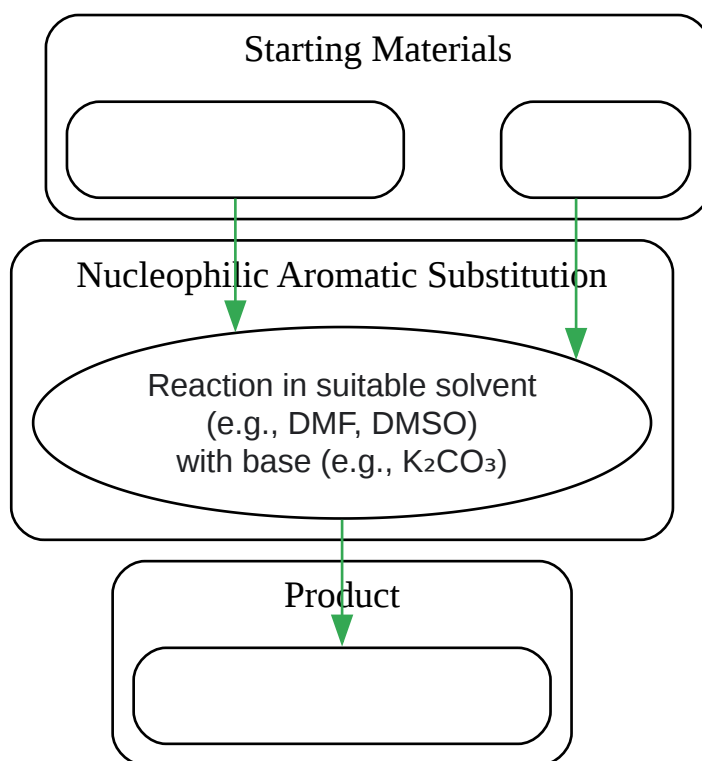 Starting Materials
Nucleophilic Aromatic Substitution
Reaction in suitable solvent
(e.g., DMF, DMSO)
with base (e.g., K₂CO₃)
Product